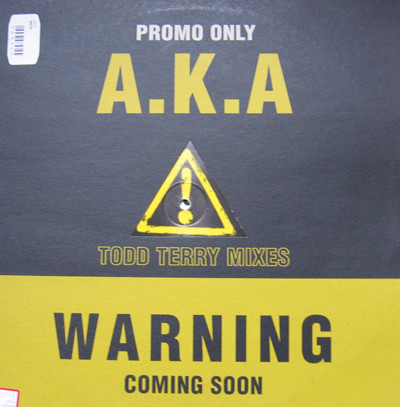 PROMO ONLY
A.K.A
!
TODD TERRY MIXES
WARNING
COMING SOON